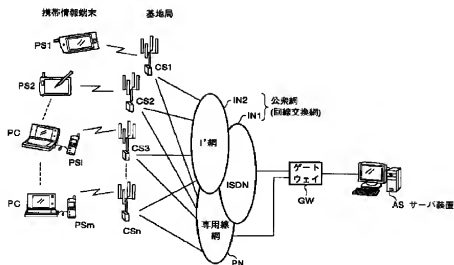 携帯情報端末
基地局
PS1
CS1
PS2
CS2
IN2
公衆網
(回線交換網)
IN1
PC
PSl
CS3
I'網
ISDN
ゲート
ウェイ
GW
AS サーバ装置
PC
PSm
CSn
専用線
網
PN